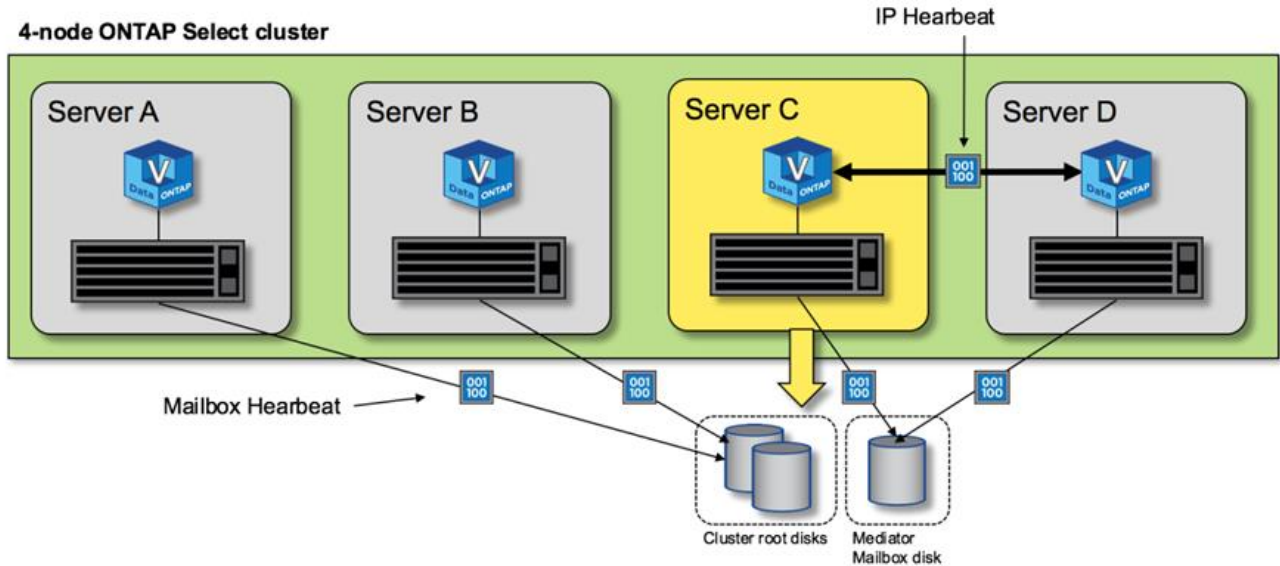 IP Hearbeat
4-node ONTAP Select cluster
Server A
Server B
Server C
Server D
V
Data ONTAP
V
Data ONTAP
V
Data ONTAP
V
Data ONTAP
001
100
Mailbox Hearbeat
001
100
001
100
001
100
001
100
Cluster root disks
Mediator
Mailbox disk